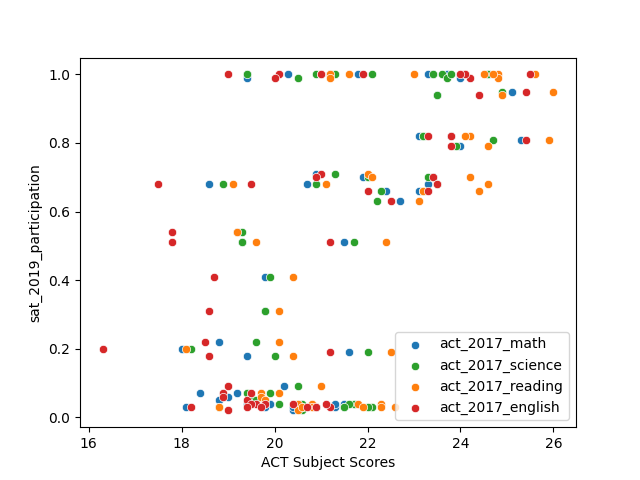 1.0
0.8
0.6
0.4
0.2
0.0
sat_2019_participation
16
18
20
22
24
26
ACT Subject Scores
act_2017_math
act_2017_science
act_2017_reading
act_2017_english